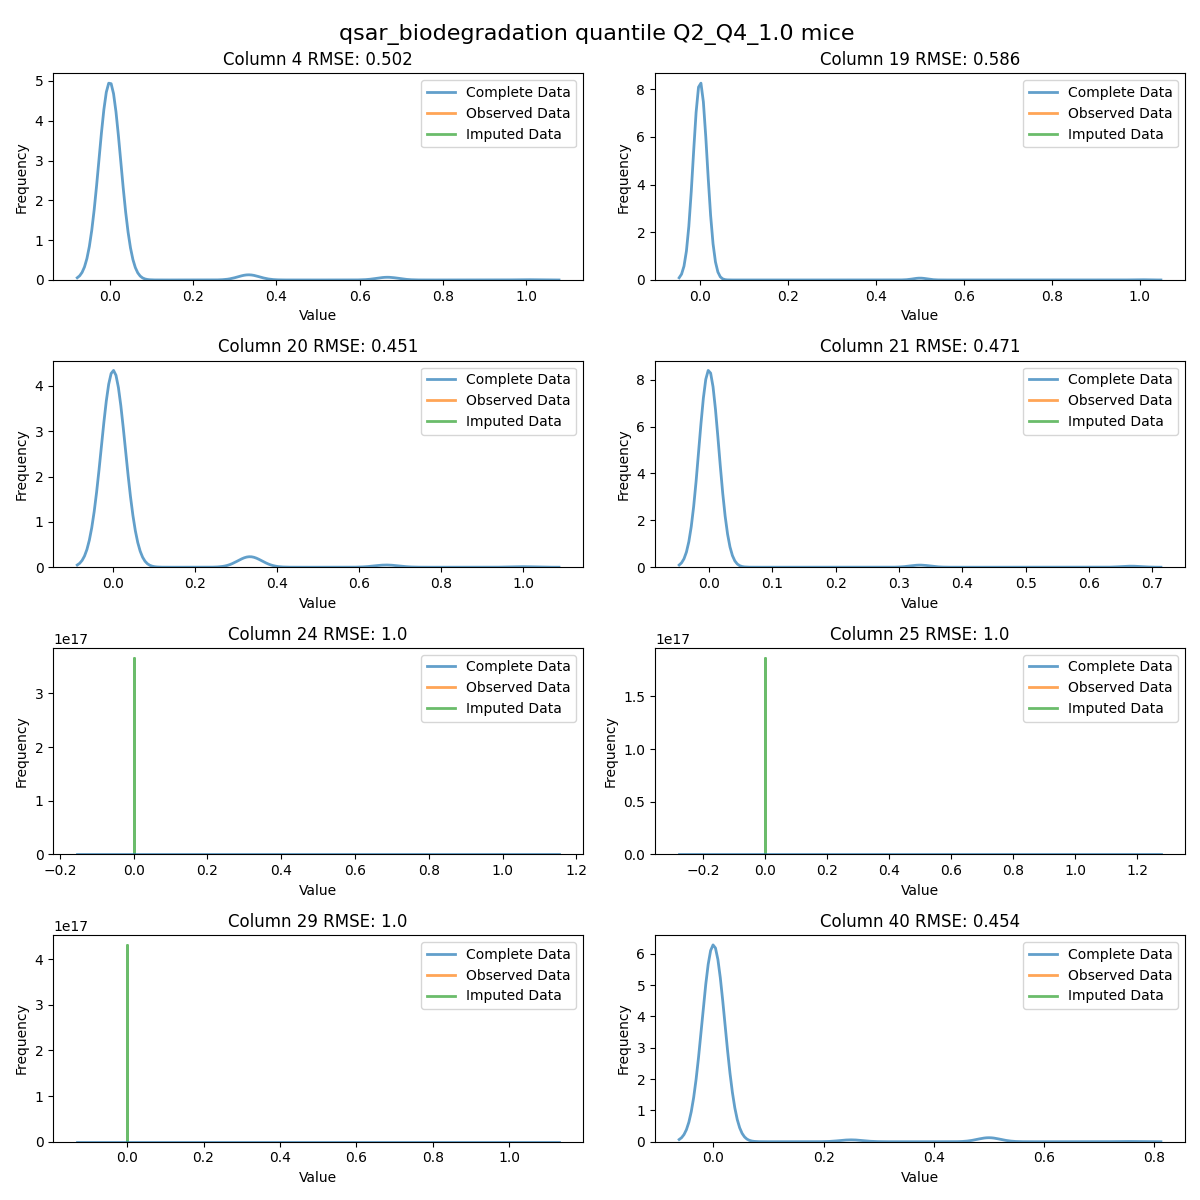 qsar_biodegradation quantile Q2_Q4_1.0 mice
Column 4 RMSE: 0.502
5
4
3
2
1
0
Frequency
Complete Data
Observed Data
Imputed Data
0.0 0.2 0.4 0.6 0.8 1.0
Value
Column 19 RMSE: 0.586
8
6
4
2
0
Frequency
Complete Data
Observed Data
Imputed Data
0.0 0.2 0.4 0.6 0.8 1.0
Value
Column 20 RMSE: 0.451
4
3
2
1
0
Frequency
Complete Data
Observed Data
Imputed Data
0.0 0.2 0.4 0.6 0.8 1.0
Value
Column 21 RMSE: 0.471
8
6
4
2
0
Frequency
Complete Data
Observed Data
Imputed Data
0.0 0.1 0.2 0.3 0.4 0.5 0.6 0.7
Value
Column 24 RMSE: 1.0
1e17
3
2
1
0
Frequency
Complete Data
Observed Data
Imputed Data
−0.2 0.0 0.2 0.4 0.6 0.8 1.0 1.2
Value
Column 25 RMSE: 1.0
1e17
1.5
1.0
0.5
0.0
Frequency
Complete Data
Observed Data
Imputed Data
−0.2 0.0 0.2 0.4 0.6 0.8 1.0 1.2
Value
Column 29 RMSE: 1.0
1e17
4
3
2
1
0
Frequency
Complete Data
Observed Data
Imputed Data
0.0 0.2 0.4 0.6 0.8 1.0
Value
Column 40 RMSE: 0.454
6
5
4
3
2
1
0
Frequency
Complete Data
Observed Data
Imputed Data
0.0 0.2 0.4 0.6 0.8
Value